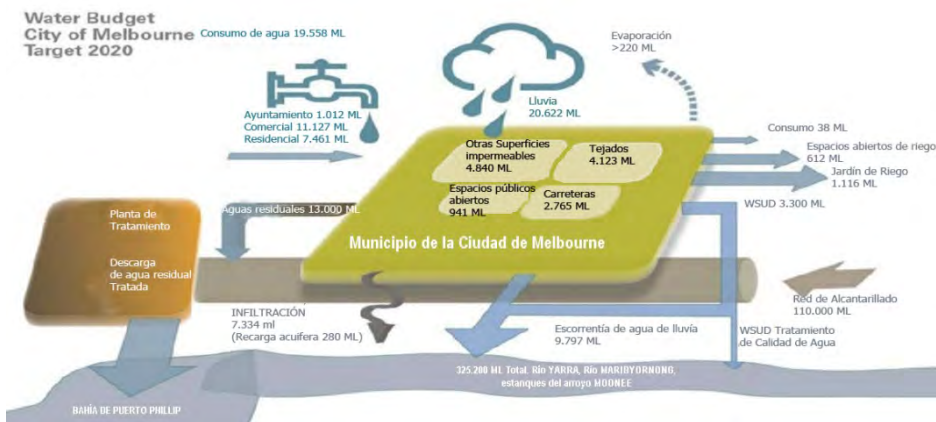 Water Budget
City of Melbourne
Target 2020
Consumo de agua 19.558 ML
Ayuntamiento 1.012 ML
Comercial 11.127 ML
Residencial 7.461 ML
Lluvia
20.622 ML
Evaporación
>220 ML
Consumo 38 ML
Espacios abiertos de riego
612 ML
Jardín de Riego
1.116 ML
WSUD 3.300 ML
Otras Superficies
impermeables
4.840 ML
Tejados
4.123 ML
Espacios públicos
abiertos
941 ML
Carreteras
2.765 ML
Municipio de la Ciudad de Melbourne
Aguas residuales 13.000 ML
Planta de
Tratamiento
Descarga
de agua residual
Tratada
INFILTRACIÓN
7.334 ml
(Recarga acuifera 280 ML)
Escorrentía de agua de lluvía
9.797 ML
Red de Alcantarillado
110.000 ML
WSUD Tratamiento
de Calidad de Agua
325.200 ML Total. Río YARRA, Río MARIBYORNONG,
estanques del arroyo MOONEE
BAHÍA DE PUERTO PHILLIP